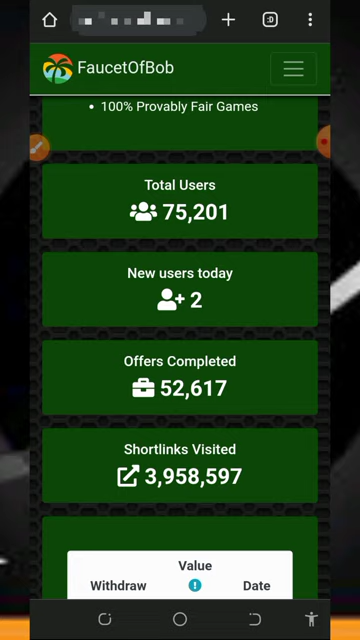 :D
FaucetOfBob
• 100% Provably Fair Games
Total Users
75,201
New users today
2
Offers Completed
52,617
Shortlinks Visited
3,958,597
Value
Withdraw
Date